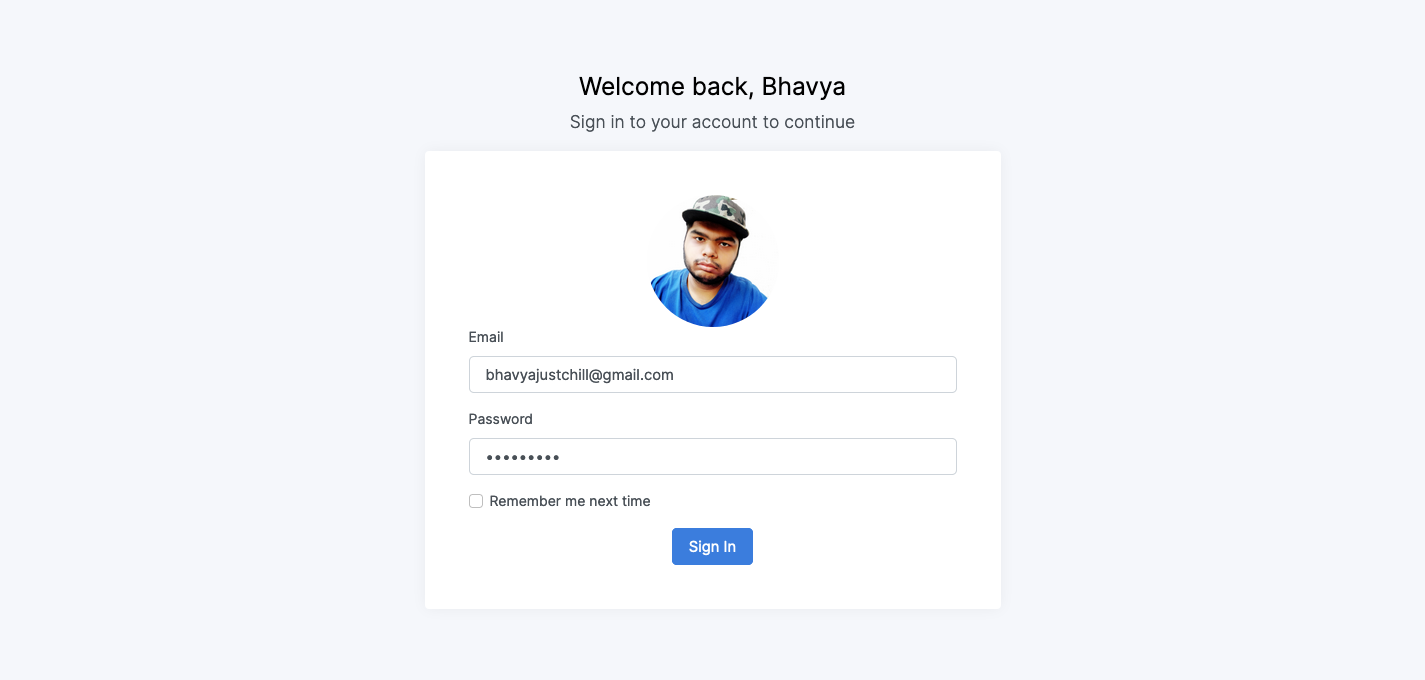 Welcome back, Bhavya
Sign in to your account to continue
Email
bhavyajustchill@gmail.com
Password
•••••••••
Remember me next time
Sign In